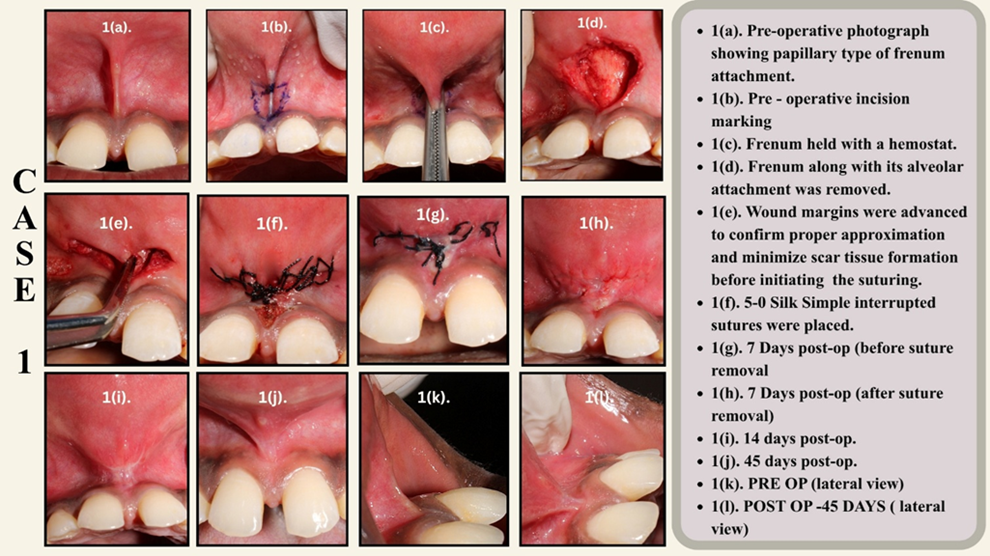 CASE 1
1(a).
1(b).
1(c).
1(d).
1(e).
1(f).
1(g).
1(h).
1(i).
1(j).
1(k).
1(l).
• 1(a). Pre-operative photograph
showing papillary type of frenum
attachment.
• 1(b). Pre - operative incision
marking
• 1(c). Frenum held with a hemostat.
• 1(d). Frenum along with its alveolar
attachment was removed.
• 1(e). Wound margins were advanced
to confirm proper approximation
and minimize scar tissue formation
before initiating the suturing.
• 1(f). 5-0 Silk Simple interrupted
sutures were placed.
• 1(g). 7 Days post-op (before suture
removal
• 1(h). 7 Days post-op (after suture
removal)
• 1(i). 14 days post-op.
• 1(j). 45 days post-op.
• 1(k). PRE OP (lateral view)
• 1(l). POST OP -45 DAYS ( lateral
view)